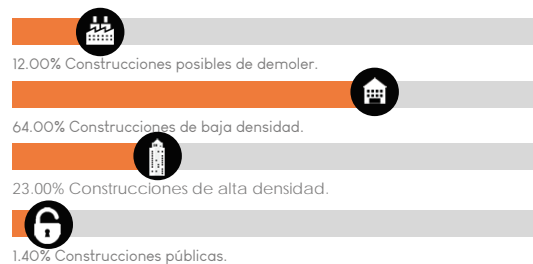 12.00% Construcciones posibles de demoler.
64.00% Construcciones de baja densidad.
23.00% Construcciones de alta densidad.
1.40% Construcciones públicas.